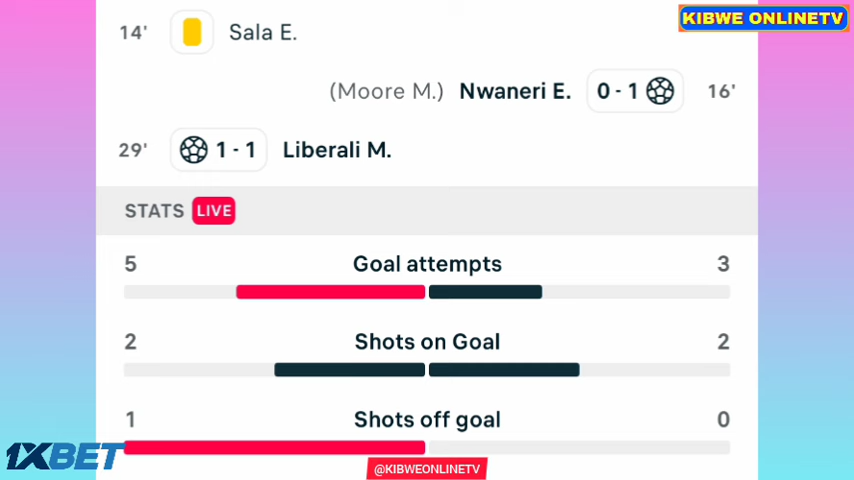 KIBWE ONLINETV
14' Sala E.
(Moore M.) Nwaneri E. 0 - 1 16'
29' 1 - 1 Liberali M.
STATS LIVE
5 Goal attempts 3
2 Shots on Goal 2
1 Shots off goal 0
1XBET
@KIBWEONLINETV